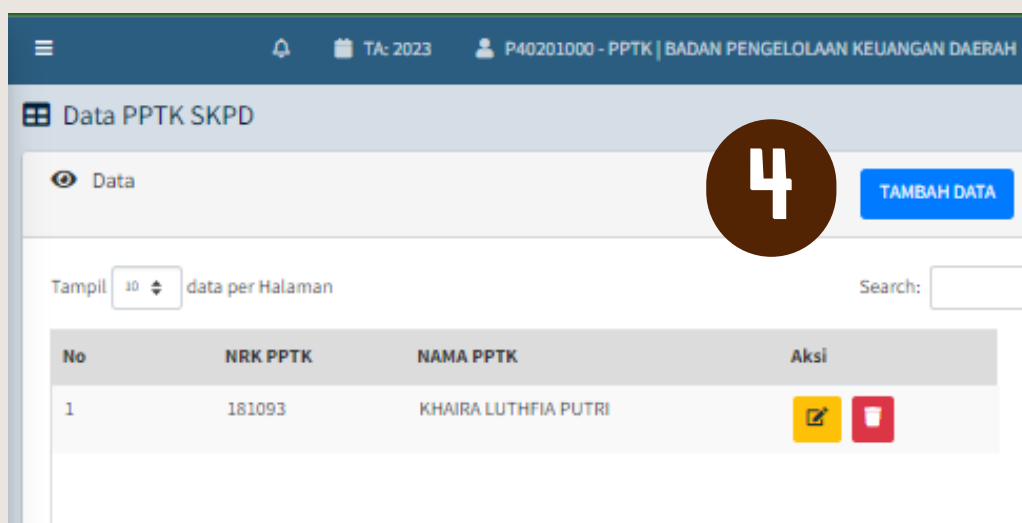 TA: 2023 P40201000 - PPTK | BADAN PENGELOLAAN KEUANGAN DAERAH
Data PPTK SKPD
Data 4 TAMBAH DATA
Tampil 10 data per Halaman Search:
No NRK PPTK NAMA PPTK Aksi
1 181093 KHAIRA LUTHFIA PUTRI